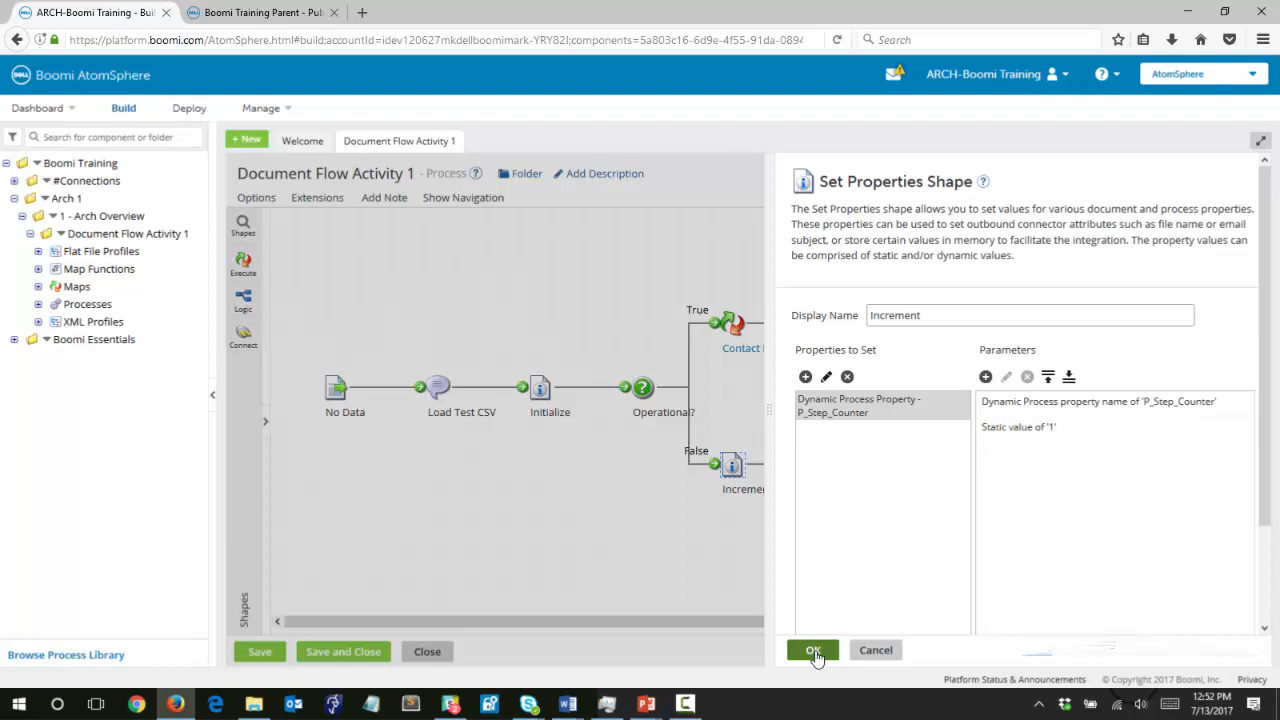 ARCH-Boomi Training - Buil
Boomi Training Parent - Pub
https://platform.boomi.com/AtomSphere.html#build;accountId=idev120627mkdellboomimark-YRY82I;components=5a803c16-6d9e-4f55-91da-0894
Search
DELL
Boomi AtomSphere
ARCH-Boomi Training
AtomSphere
Dashboard
Build
Deploy
Manage
Search for component or folder
+ New
Welcome
Document Flow Activity 1
Boomi Training
#Connections
Arch 1
1 - Arch Overview
Document Flow Activity 1
Flat File Profiles
Map Functions
Maps
Processes
XML Profiles
Boomi Essentials
Browse Process Library
Document Flow Activity 1 - Process
Folder
Add Description
Options
Extensions
Add Note
Show Navigation
Shapes
Execute
Logic
Connect
Shapes
No Data
Load Test CSV
Initialize
Operational?
True
Contact
False
Increme
Save
Save and Close
Close
Set Properties Shape
The Set Properties shape allows you to set values for various document and process properties.
These properties can be used to set outbound connector attributes such as file name or email
subject, or store certain values in memory to facilitate the integration. The property values can
be comprised of static and/or dynamic values.
Display Name
Increment
Properties to Set
Parameters
Dynamic Process Property -
P_Step_Counter
Dynamic Process property name of 'P_Step_Counter'
Static value of '1'
OK
Cancel
Platform Status & Announcements
© Copyright 2017 Boomi, Inc.
Privacy
12:52 PM
7/13/2017